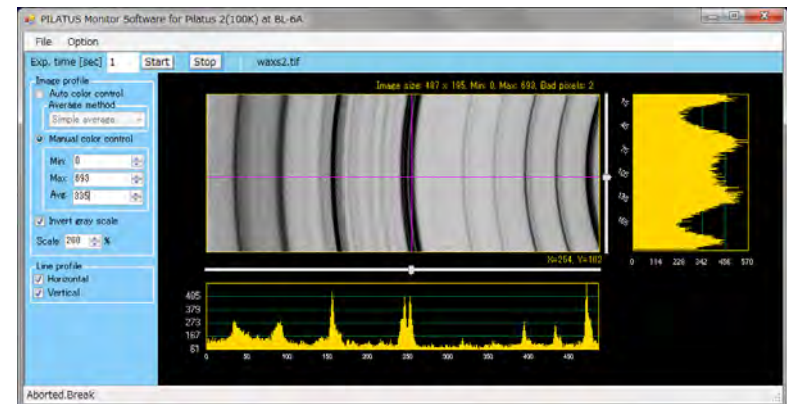 PILATUS Monitor Software for Pilatus 2(100K) at BL-6A
File Option
Exp. time [sec] 1 Start Stop waxs2.tif
Image profile
Auto color control
Average method
Simple average
Manual color control
Min: 0
Max: 693
Avg: 335
Invert gray scale
Scale 200 %
Line profile
Horizontal
Vertical
Image size: 487 x 195, Min: 0, Max: 693, Bad pixels: 2
X=254, Y=102
0 114 228 342 456 570
485
379
273
167
61
0 50 100 150 200 250 300 350 400 450
Aborted.Break